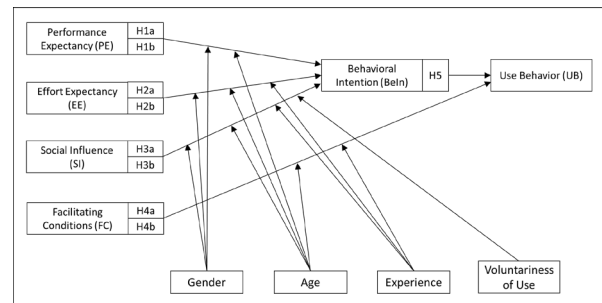 Performance
Expectancy (PE)
H1a
H1b
Effort Expectancy
(EE)
H2a
H2b
Social Influence
(SI)
H3a
H3b
Facilitating
Conditions (FC)
H4a
H4b
Behavioral
Intention (BeIn)
H5
Use Behavior (UB)
Gender
Age
Experience
Voluntariness
of Use